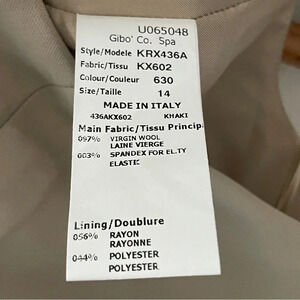 U065048
Gibo' Co. Spa
Style/Modele KRX436A
Fabric/Tissu KX602
Colour/Couleur 630
Size/Taille 14
MADE IN ITALY
436AKX602 KHAKI
Main Fabric/Tissu Princip.
097% VIRGIN WOOL
LAINE VIERGE
003% SPANDEX FOR EL.TY
ELASTIC
Lining/Doublure
056% RAYON
RAYONNE
044% POLYESTER
POLYESTER